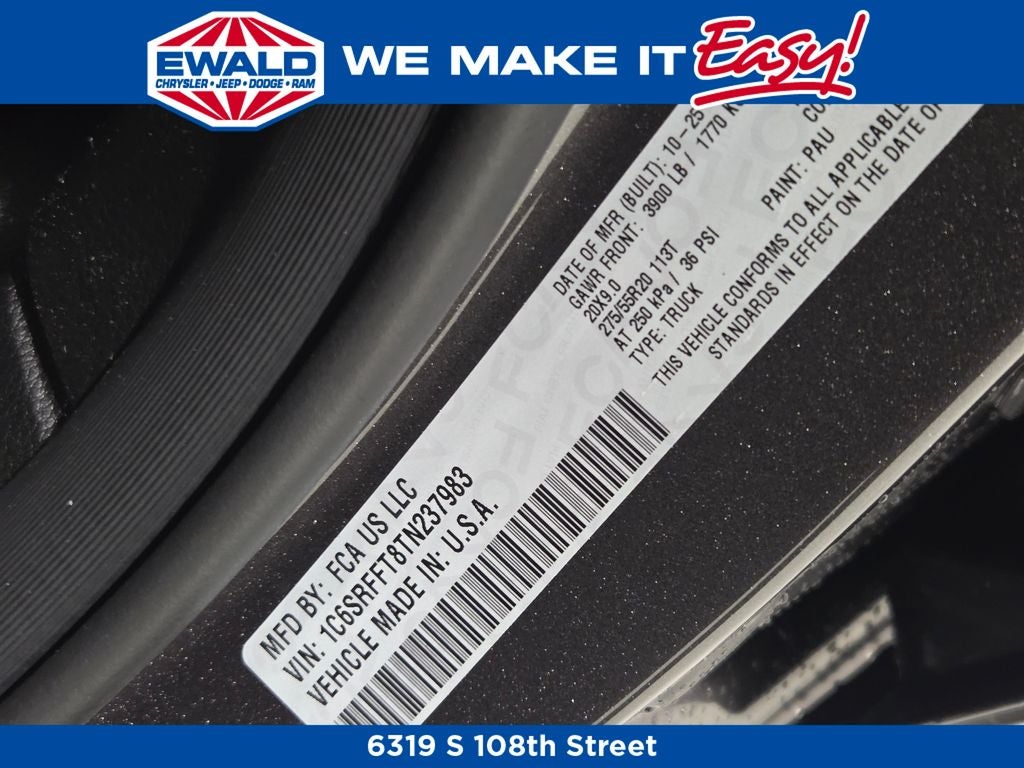 EWALD
CHRYSLER • JEEP • DODGE • RAM
WE MAKE IT Easy!
MFD BY: FCA US LLC
VIN: 1C6SRFFT8TN237983
VEHICLE MADE IN: U.S.A.
DATE OF MFR (BUILT): 10-25
GAWR FRONT: 3900 LB / 1770
20X9.0
275/55R20 113T
AT 250 kPa / 36 PSI
TYPE: TRUCK
PAINT: PAU
THIS VEHICLE CONFORMS TO ALL APPLICABLE
STANDARDS IN EFFECT ON THE DATE OF
6319 S 108th Street